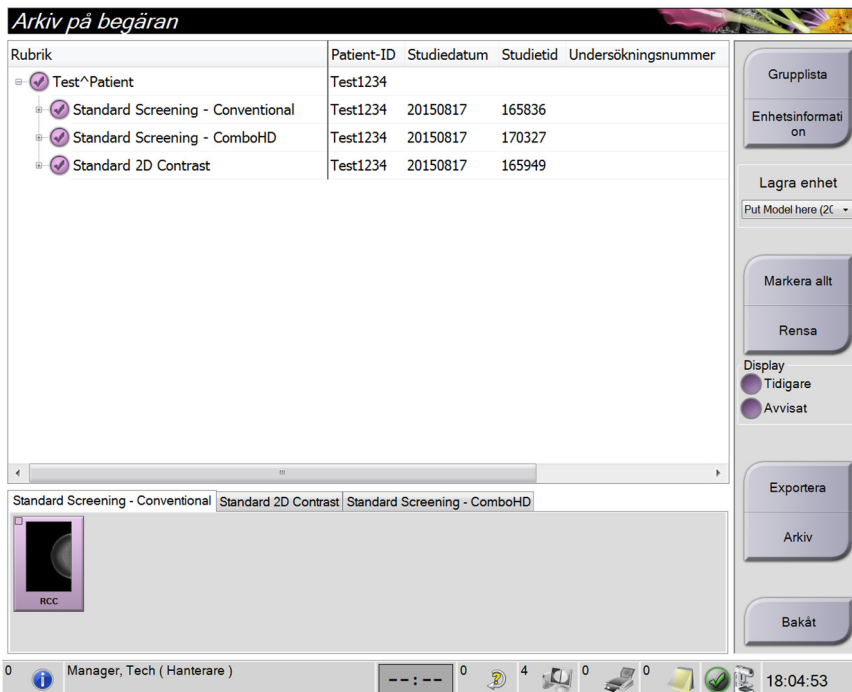 Arkiv på begäran
Rubrik Patient-ID Studiedatum Studietid Undersökningsnummer
Test^Patient Test1234
Standard Screening - Conventional Test1234 20150817 165836
Standard Screening - ComboHD Test1234 20150817 170327
Standard 2D Contrast Test1234 20150817 165949
Grupplista
Enhetsinformati
on
Lagra enhet
Put Model here (20
Markera allt
Rensa
Display
Tidigare
Avvisat
Exportera
Arkiv
Bakåt
Standard Screening - Conventional Standard 2D Contrast Standard Screening - ComboHD
RCC
0 Manager, Tech ( Hanterare ) --:-- 0 4 0 0 18:04:53